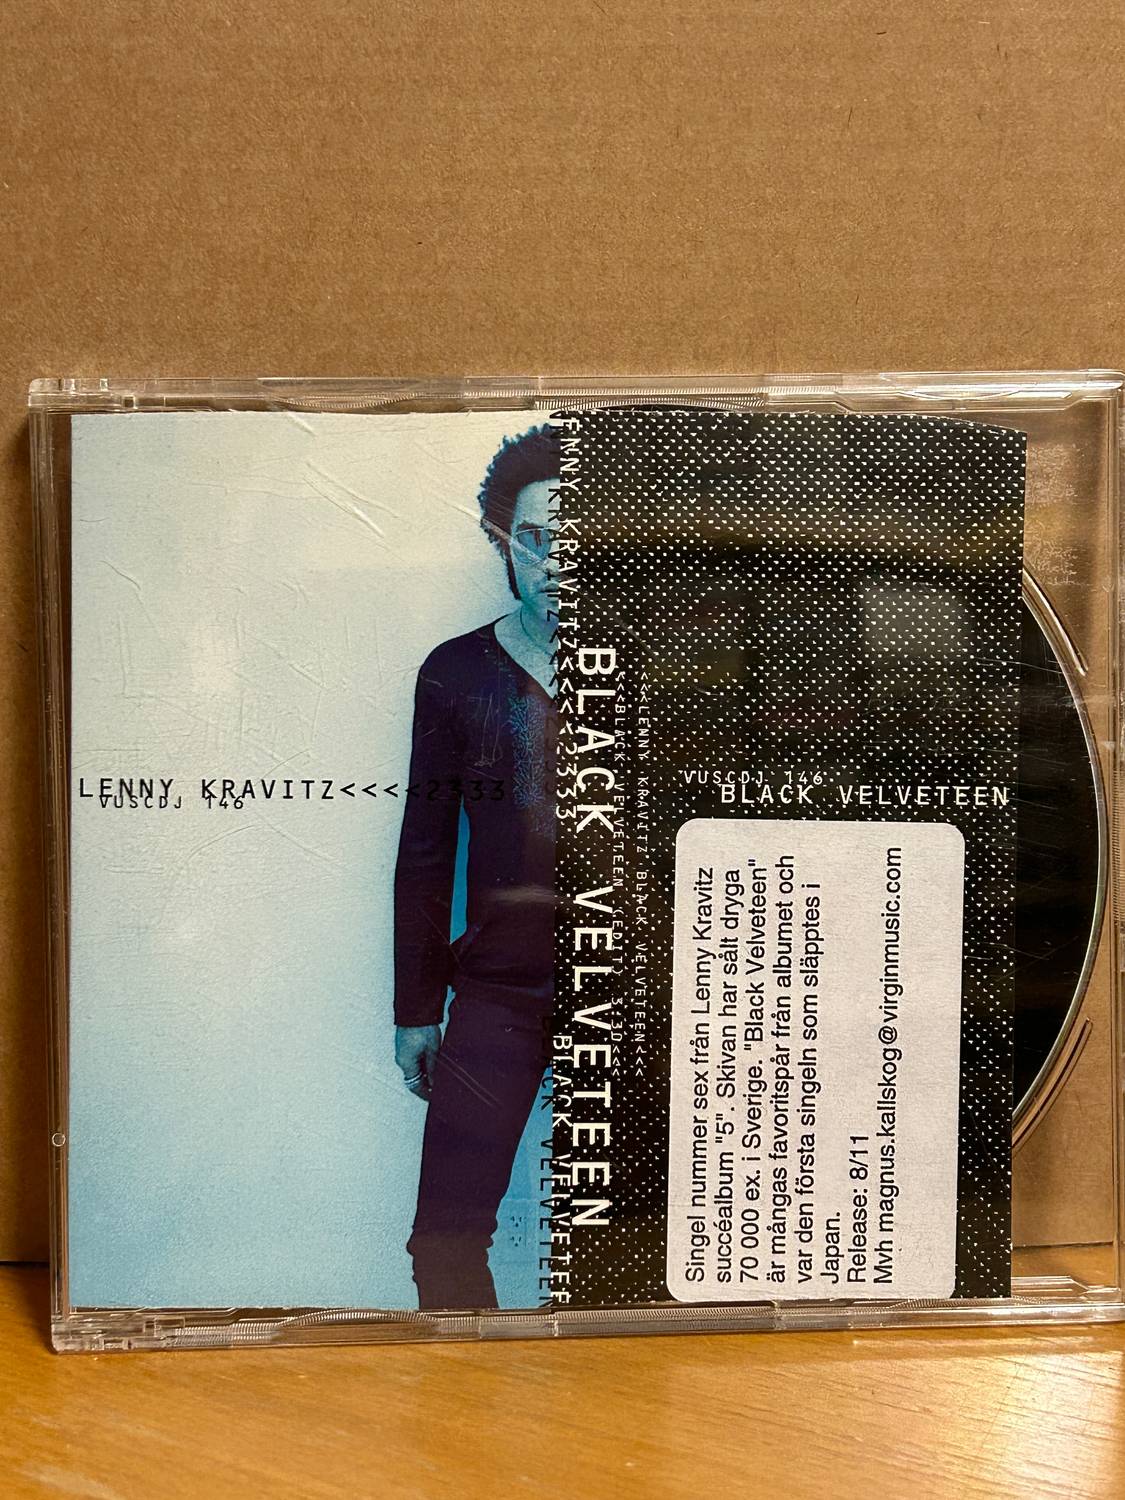 LENNY KRAVITZ<<<<2333
VUSCDJ 146
LENNY KRAVITZ<<<<2333
BLACK VELVETEEN
BLACK VELVETEEN
<<<LENNY KRAVITZ BLACK VELVETEEN<<<
<<<BLACK VELVETEEN (EDIT) 3:30<<<
VUSCDJ 146
BLACK VELVETEEN
Singel nummer sex från Lenny Kravitz
succéalbum "5". Skivan har sålt dryga
70 000 ex. i Sverige. "Black Velveteen"
är mångas favoritspår från albumet och
var den första singeln som släpptes i
Japan.
Release: 8/11
Mvh magnus.kallskog@virginmusic.com